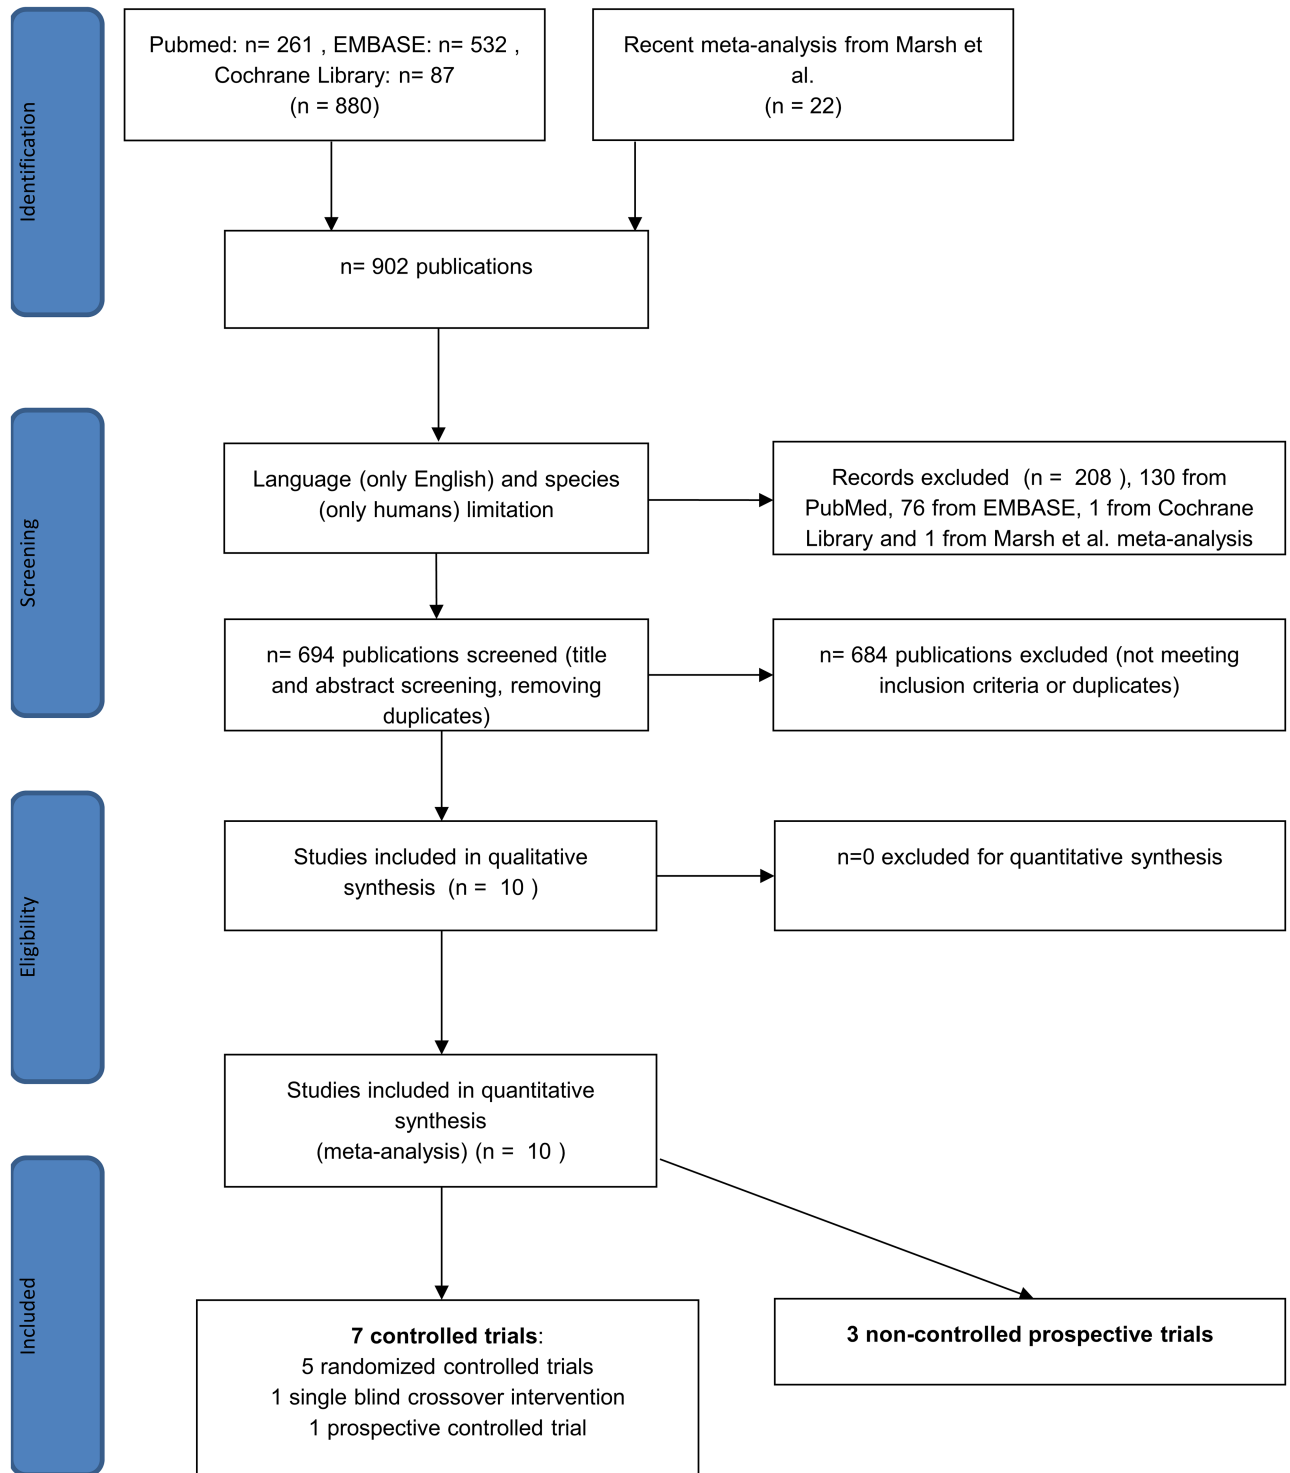 Identification
Pubmed: n= 261 , EMBASE: n= 532 ,
Cochrane Library: n= 87
(n = 880)
Recent meta-analysis from Marsh et
al.
(n = 22)
n= 902 publications
Screening
Language (only English) and species
(only humans) limitation
Records excluded (n = 208 ), 130 from
PubMed, 76 from EMBASE, 1 from Cochrane
Library and 1 from Marsh et al. meta-analysis
n= 694 publications screened (title
and abstract screening, removing
duplicates)
n= 684 publications excluded (not meeting
inclusion criteria or duplicates)
Eligibility
Studies included in qualitative
synthesis (n = 10 )
n=0 excluded for quantitative synthesis
Studies included in quantitative
synthesis
(meta-analysis) (n = 10 )
Included
7 controlled trials:
5 randomized controlled trials
1 single blind crossover intervention
1 prospective controlled trial
3 non-controlled prospective trials